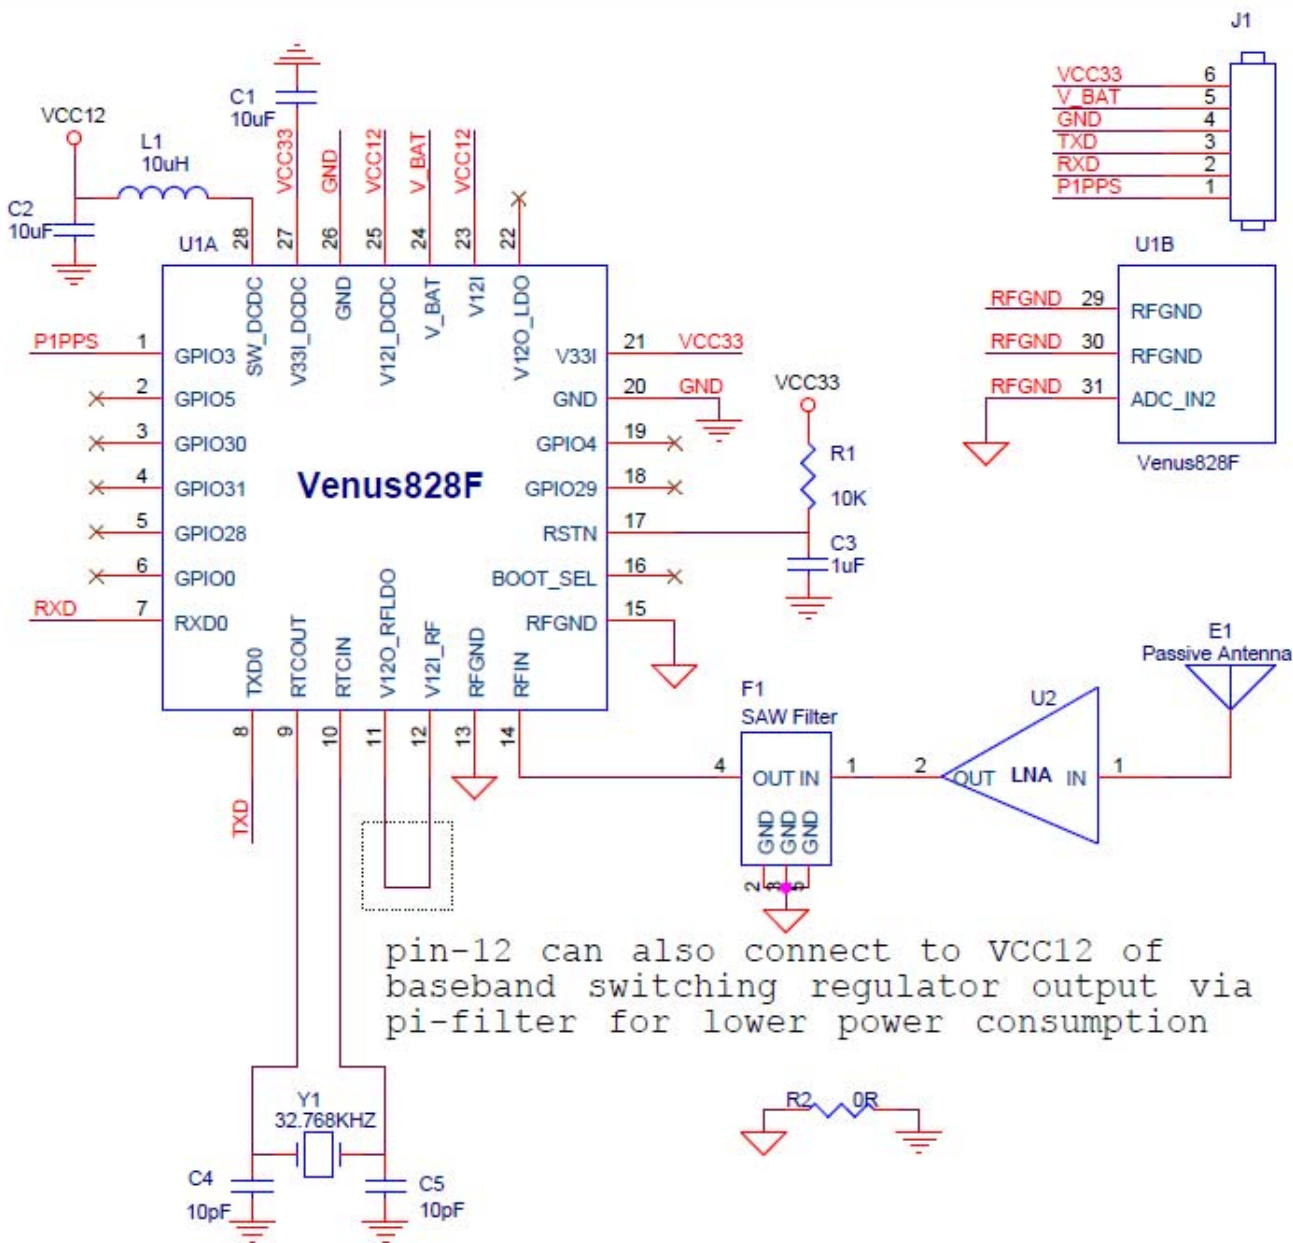 J1
VCC33 6
V_BAT 5
GND 4
TXD 3
RXD 2
P1PPS 1
C1
10uF
VCC12
L1
10uH
C2
10uF
VCC33
GND
VCC12
V_BAT
VCC12
U1A
28
27
26
25
24
23
22
SW_DCDC
V33I_DCDC
GND
V12I_DCDC
V_BAT
V12I
V12O_LDO
P1PPS 1 GPIO3
2 GPIO5
3 GPIO30
4 GPIO31
5 GPIO28
6 GPIO0
RXD 7 RXD0
Venus828F
V33I 21 VCC33
GND 20 GND
GPIO4 19
GPIO29 18
RSTN 17
BOOT_SEL 16
RFGND 15
TXD0
RTCOUT
RTCIN
V12O_RFLDO
V12I_RF
RFGND
RFIN
8
9
10
11
12
13
14
TXD
VCC33
R1
10K
C3
1uF
U1B
RFGND 29 RFGND
RFGND 30 RFGND
RFGND 31 ADC_IN2
Venus828F
E1
Passive Antenna
U2
F1
SAW Filter
4 OUT IN 1
2 OUT LNA IN 1
GND
GND
GND
2
3
5
pin-12 can also connect to VCC12 of
baseband switching regulator output via
pi-filter for lower power consumption
Y1
32.768KHZ
C4
10pF
C5
10pF
R2 0R